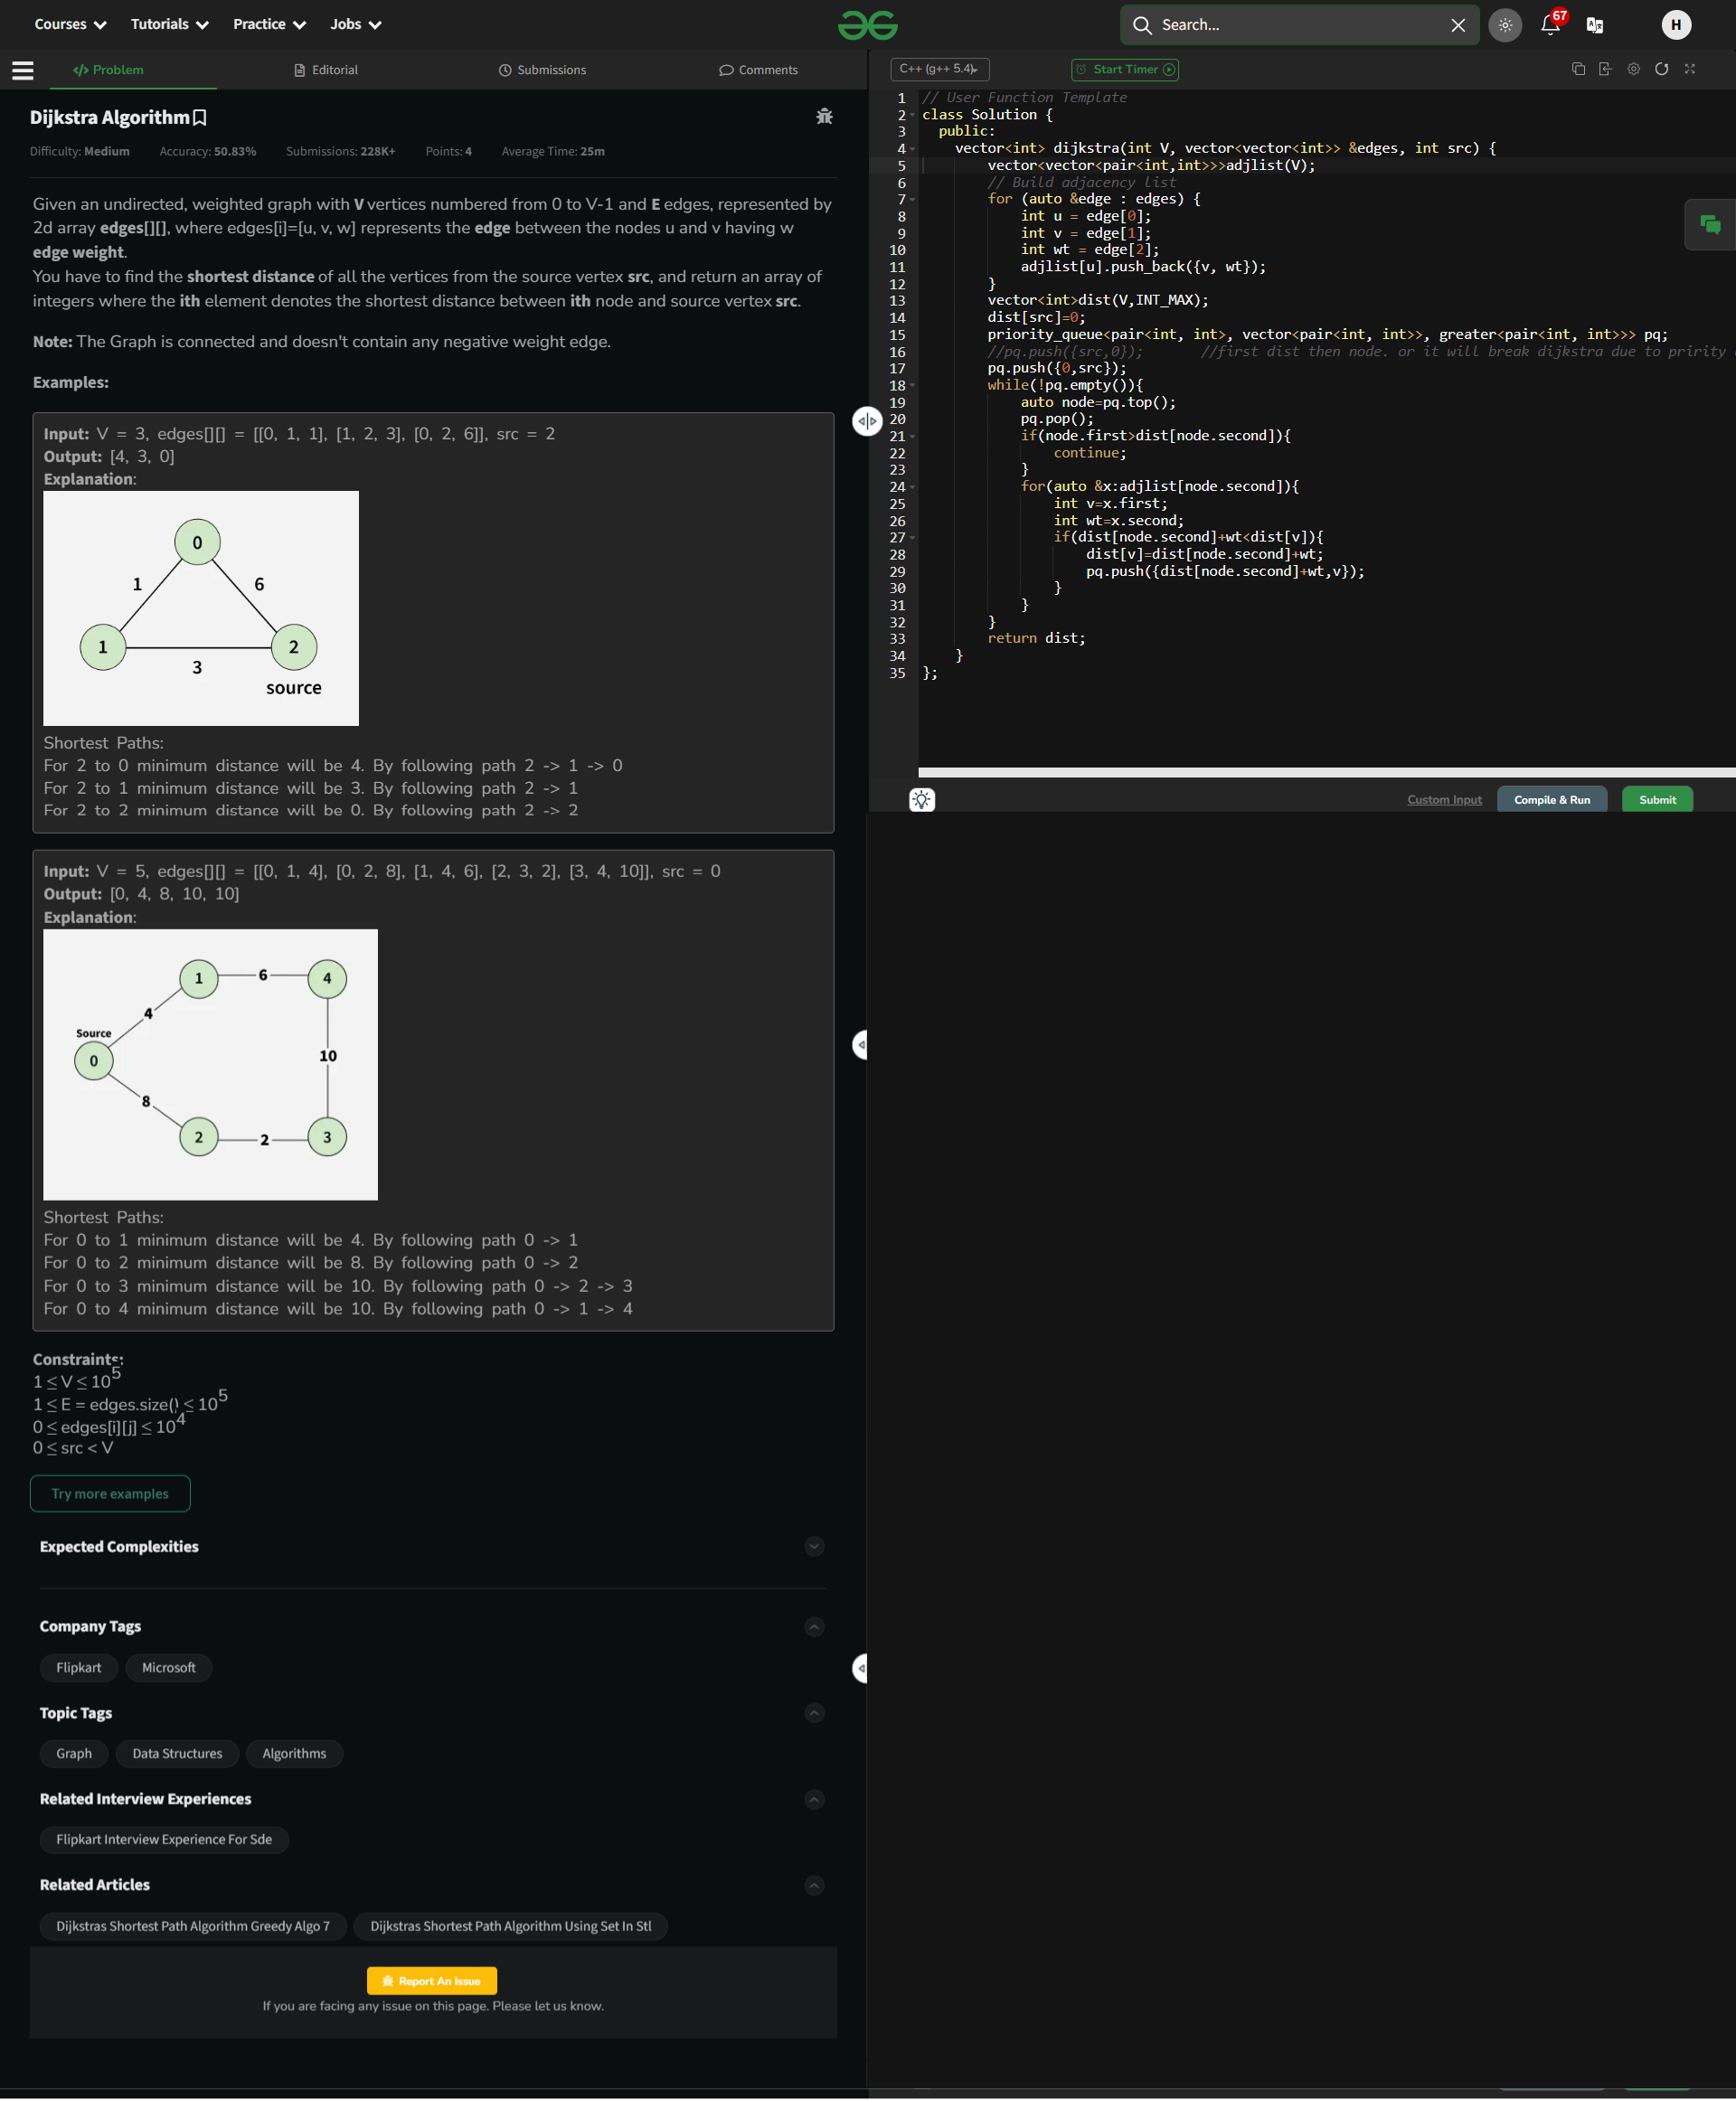 Courses Tutorials Practice Jobs
Search...
67
H
</> Problem Editorial Submissions Comments
Dijkstra Algorithm
Difficulty: Medium Accuracy: 50.83% Submissions: 228K+ Points: 4 Average Time: 25m
Given an undirected, weighted graph with V vertices numbered from 0 to V-1 and E edges, represented by
2d array edges[][], where edges[i]=[u, v, w] represents the edge between the nodes u and v having w
edge weight.
You have to find the shortest distance of all the vertices from the source vertex src, and return an array of
integers where the ith element denotes the shortest distance between ith node and source vertex src.
Note: The Graph is connected and doesn't contain any negative weight edge.
Examples:
Input: V = 3, edges[][] = [[0, 1, 1], [1, 2, 3], [0, 2, 6]], src = 2
Output: [4, 3, 0]
Explanation:
0
1 6
1 2
3
source
Shortest Paths:
For 2 to 0 minimum distance will be 4. By following path 2 -> 1 -> 0
For 2 to 1 minimum distance will be 3. By following path 2 -> 1
For 2 to 2 minimum distance will be 0. By following path 2 -> 2
Input: V = 5, edges[][] = [[0, 1, 4], [0, 2, 8], [1, 4, 6], [2, 3, 2], [3, 4, 10]], src = 0
Output: [0, 4, 8, 10, 10]
Explanation:
1 6 4
4
Source
0 10
8
2 2 3
Shortest Paths:
For 0 to 1 minimum distance will be 4. By following path 0 -> 1
For 0 to 2 minimum distance will be 8. By following path 0 -> 2
For 0 to 3 minimum distance will be 10. By following path 0 -> 2 -> 3
For 0 to 4 minimum distance will be 10. By following path 0 -> 1 -> 4
Constraints:
1 ≤ V ≤ 10^5
1 ≤ E = edges.size() ≤ 10^5
0 ≤ edges[i][j] ≤ 10^4
0 ≤ src < V
Try more examples
Expected Complexities
Company Tags
Flipkart Microsoft
Topic Tags
Graph Data Structures Algorithms
Related Interview Experiences
Flipkart Interview Experience For Sde
Related Articles
Dijkstras Shortest Path Algorithm Greedy Algo 7 Dijkstras Shortest Path Algorithm Using Set In Stl
Report An Issue
If you are facing any issue on this page. Please let us know.
C++ (g++ 5.4) Start Timer
1 // User Function Template
2 class Solution {
3   public:
4     vector<int> dijkstra(int V, vector<vector<int>> &edges, int src) {
5         vector<vector<pair<int,int>>>adjlist(V);
6         // Build adjacency list
7         for (auto &edge : edges) {
8             int u = edge[0];
9             int v = edge[1];
10             int wt = edge[2];
11             adjlist[u].push_back({v, wt});
12         }
13         vector<int>dist(V,INT_MAX);
14         dist[src]=0;
15         priority_queue<pair<int, int>, vector<pair<int, int>>, greater<pair<int, int>>> pq;
16         //pq.push({src,0});       //first dist then node. or it will break dijkstra due to pririty
17         pq.push({0,src});
18         while(!pq.empty()){
19             auto node=pq.top();
20             pq.pop();
21             if(node.first>dist[node.second]){
22                 continue;
23             }
24             for(auto &x:adjlist[node.second]){
25                 int v=x.first;
26                 int wt=x.second;
27                 if(dist[node.second]+wt<dist[v]){
28                     dist[v]=dist[node.second]+wt;
29                     pq.push({dist[node.second]+wt,v});
30                 }
31             }
32         }
33         return dist;
34     }
35 };
Custom Input Compile & Run Submit